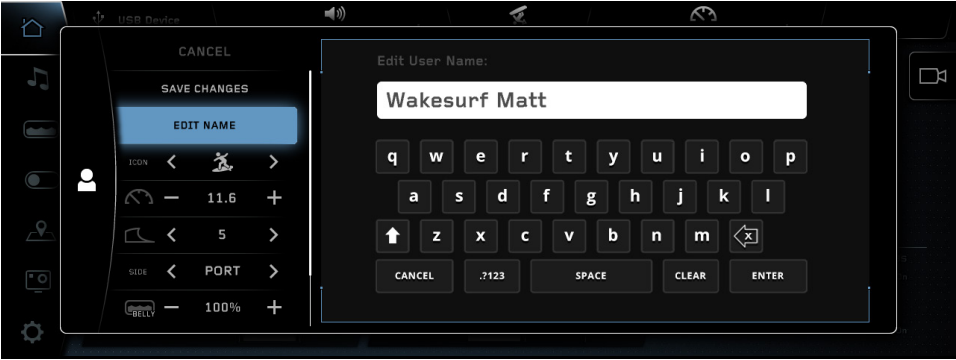 USB Device
CANCEL
SAVE CHANGES
EDIT NAME
ICON
11.6
5
SIDE PORT
BELLY 100%
Edit User Name:
Wakesurf Matt
q w e r t y u i o p
a s d f g h j k l
z x c v b n m x
CANCEL .?123 SPACE CLEAR ENTER